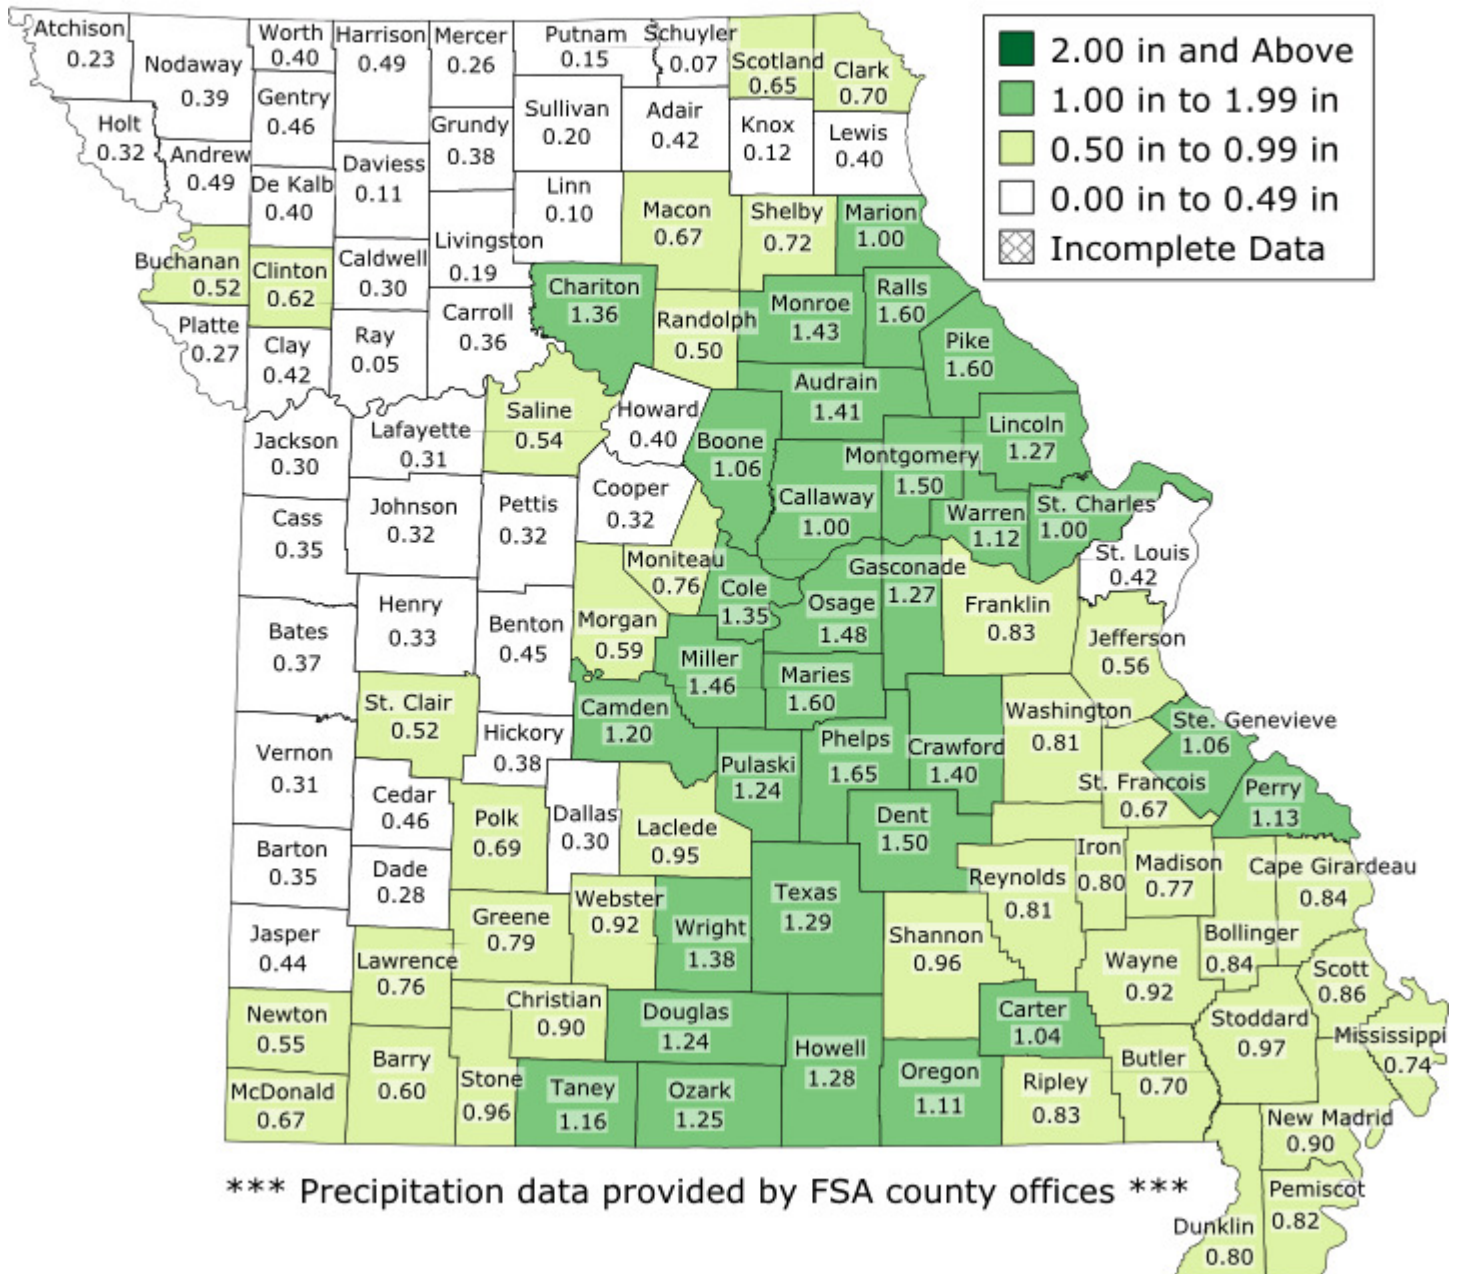 Atchison
0.23
Nodaway
0.39
Worth
0.40
Harrison
0.49
Mercer
0.26
Putnam
0.15
Schuyler
0.07
Scotland
0.65
Clark
0.70
2.00 in and Above
1.00 in to 1.99 in
0.50 in to 0.99 in
0.00 in to 0.49 in
Incomplete Data
Holt
0.32
Andrew
0.49
Gentry
0.46
De Kalb
0.40
Daviess
0.11
Grundy
0.38
Sullivan
0.20
Adair
0.42
Knox
0.12
Lewis
0.40
Linn
0.10
Macon
0.67
Shelby
0.72
Marion
1.00
Buchanan
0.52
Clinton
0.62
Caldwell
0.30
Livingston
0.19
Chariton
1.36
Randolph
0.50
Monroe
1.43
Ralls
1.60
Pike
1.60
Platte
0.27
Clay
0.42
Ray
0.05
Carroll
0.36
Audrain
1.41
Jackson
0.30
Lafayette
0.31
Saline
0.54
Howard
0.40
Boone
1.06
Callaway
1.00
Montgomery
1.50
Lincoln
1.27
Warren
1.12
St. Charles
1.00
St. Louis
0.42
Cass
0.35
Johnson
0.32
Pettis
0.32
Cooper
0.32
Moniteau
0.76
Cole
1.35
Osage
1.48
Gasconade
1.27
Franklin
0.83
Jefferson
0.56
Bates
0.37
Henry
0.33
Benton
0.45
Morgan
0.59
Miller
1.46
Maries
1.60
St. Clair
0.52
Hickory
0.38
Camden
1.20
Pulaski
1.24
Phelps
1.65
Crawford
1.40
Washington
0.81
Ste. Genevieve
1.06
St. Francois
0.67
Perry
1.13
Vernon
0.31
Cedar
0.46
Polk
0.69
Dallas
0.30
Laclede
0.95
Dent
1.50
Iron
0.80
Madison
0.77
Cape Girardeau
0.84
Barton
0.35
Dade
0.28
Greene
0.79
Webster
0.92
Wright
1.38
Texas
1.29
Reynolds
0.81
Shannon
0.96
Wayne
0.92
Bollinger
0.84
Scott
0.86
Jasper
0.44
Lawrence
0.76
Christian
0.90
Douglas
1.24
Howell
1.28
Carter
1.04
Stoddard
0.97
Mississippi
0.74
Newton
0.55
Barry
0.60
Stone
0.96
Taney
1.16
Ozark
1.25
Oregon
1.11
Ripley
0.83
Butler
0.70
McDonald
0.67
New Madrid
0.90
Pemiscot
0.82
Dunklin
0.80
*** Precipitation data provided by FSA county offices ***